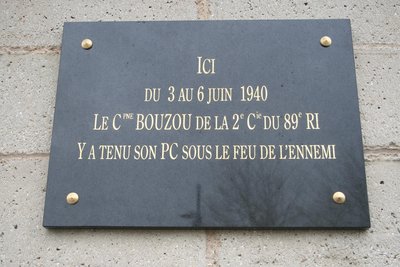 ICI
DU 3 AU 6 JUIN 1940
LE CPNE BOUZOU DE LA 2e Cie DU 89e RI
Y A TENU SON PC SOUS LE FEU DE L'ENNEMI